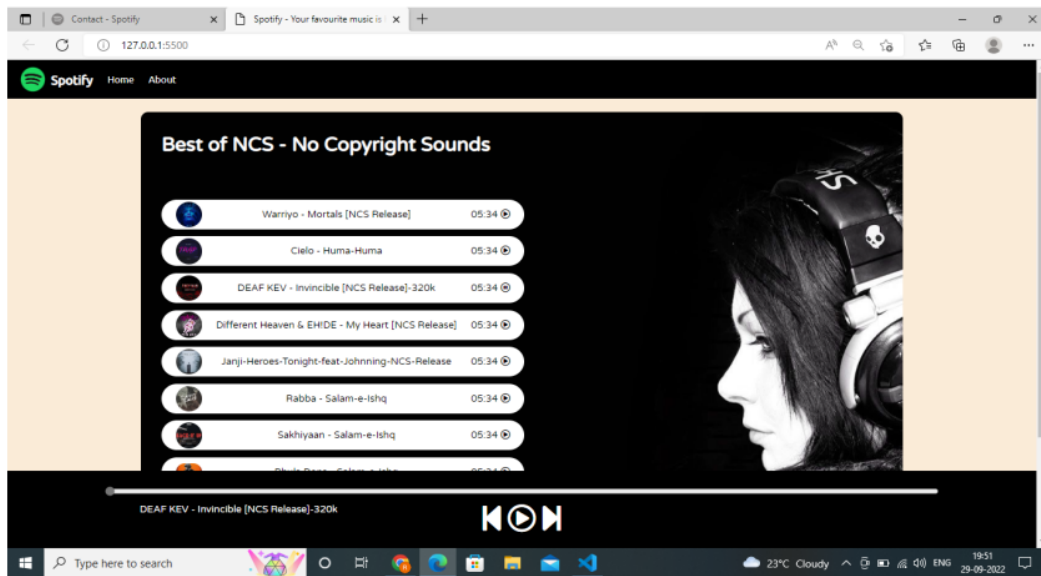 Contact - Spotify
Spotify - Your favourite music is
127.0.0.1:5500
Spotify Home About
Best of NCS - No Copyright Sounds
Warriyo - Mortals [NCS Release] 05:34
Cielo - Huma-Huma 05:34
DEAF KEV - Invincible [NCS Release]-320k 05:34
Different Heaven & EH!DE - My Heart [NCS Release] 05:34
Janji-Heroes-Tonight-feat-Johnning-NCS-Release 05:34
Rabba - Salam-e-Ishq 05:34
Sakhiyaan - Salam-e-Ishq 05:34
DEAF KEV - Invincible [NCS Release]-320k
Type here to search
23°C Cloudy
ENG
19:51
29-09-2022